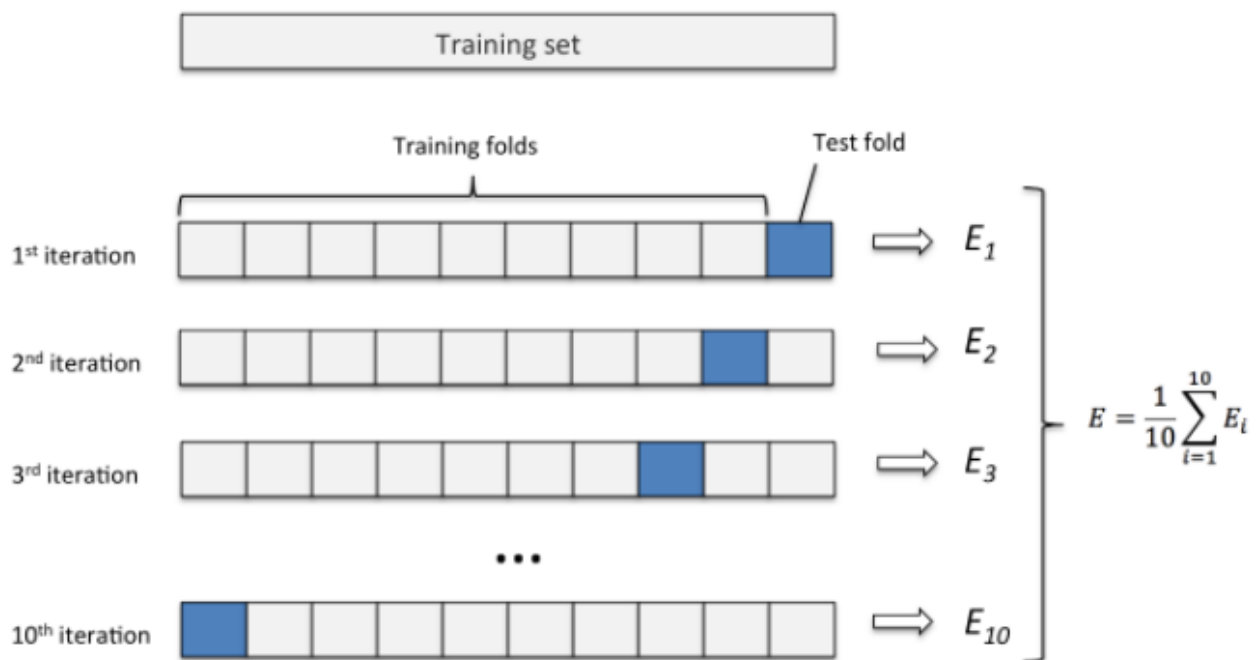 Training set
Training folds
Test fold
1st iteration
E1
2nd iteration
E2
3rd iteration
E3
...
10th iteration
E10
E = 1/10 ∑_{i=1}^{10} E_i